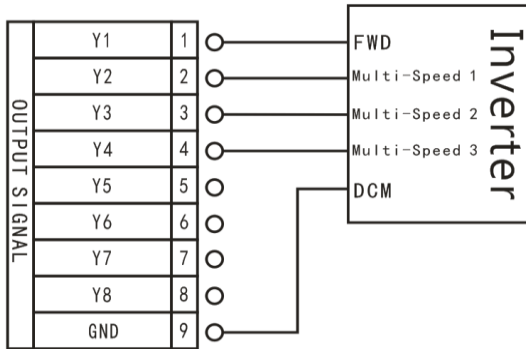 OUTPUT SIGNAL
Y1 1
Y2 2
Y3 3
Y4 4
Y5 5
Y6 6
Y7 7
Y8 8
GND 9
FWD
Multi-Speed 1
Multi-Speed 2
Multi-Speed 3
DCM
Inverter